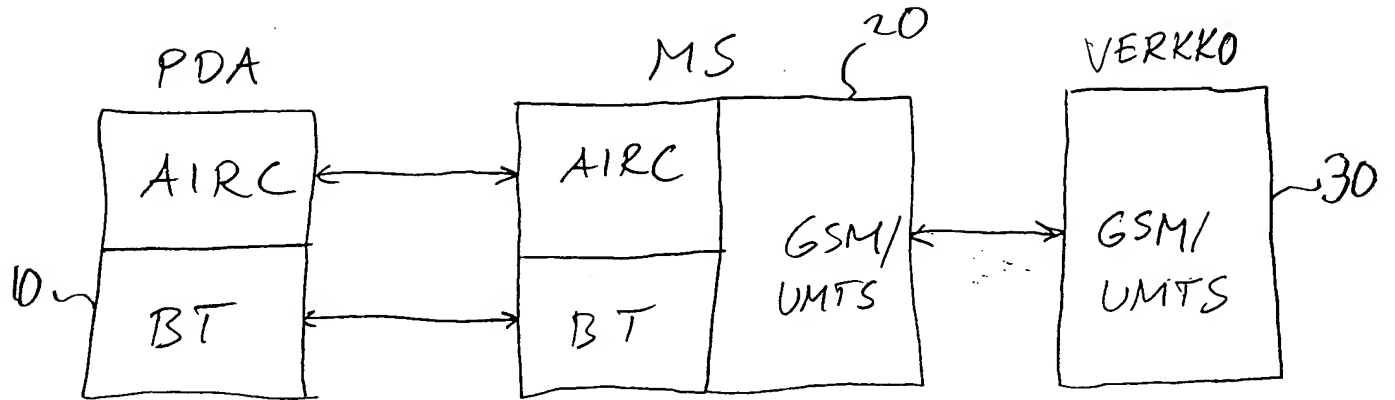 20
PDA
MS
VERKKO
AIRC
AIRC
30
GSM/
UMTS
GSM/
UMTS
10
BT
BT